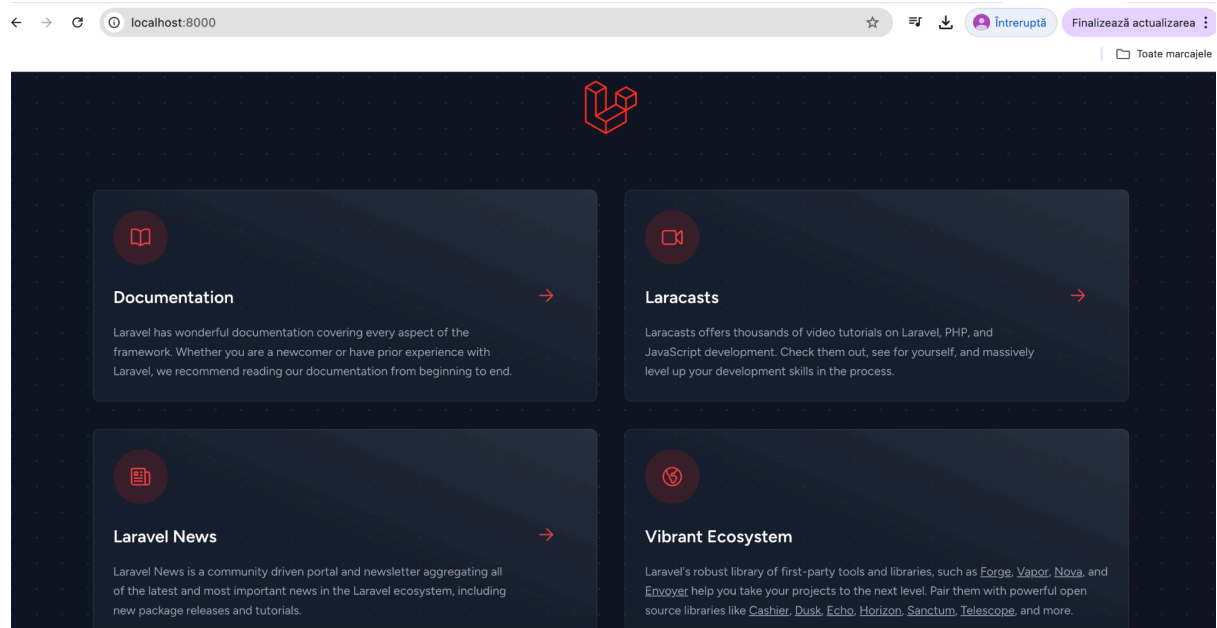 localhost:8000
Întreruptă
Finalizează actualizarea
Toate marcajele
Documentation
Laravel has wonderful documentation covering every aspect of the
framework. Whether you are a newcomer or have prior experience with
Laravel, we recommend reading our documentation from beginning to end.
Laracasts
Laracasts offers thousands of video tutorials on Laravel, PHP, and
JavaScript development. Check them out, see for yourself, and massively
level up your development skills in the process.
Laravel News
Laravel News is a community driven portal and newsletter aggregating all
of the latest and most important news in the Laravel ecosystem, including
new package releases and tutorials.
Vibrant Ecosystem
Laravel's robust library of first-party tools and libraries, such as Forge, Vapor, Nova, and
Envoyer help you take your projects to the next level. Pair them with powerful open
source libraries like Cashier, Dusk, Echo, Horizon, Sanctum, Telescope, and more.